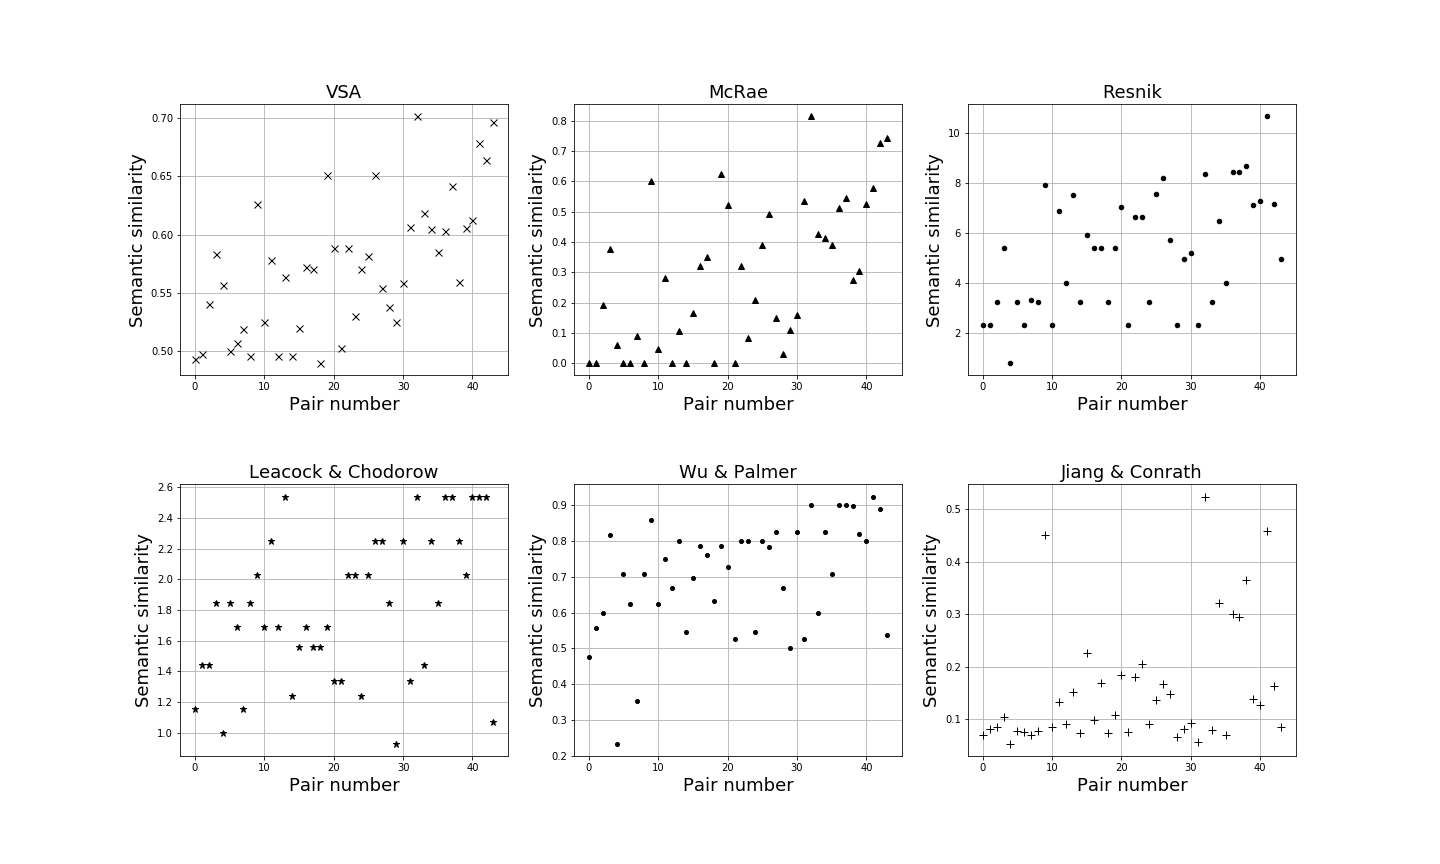 VSA
McRae
Resnik
Semantic similarity
0.70
0.65
0.60
0.55
0.50
0 10 20 30 40
Pair number
Semantic similarity
0.8
0.7
0.6
0.5
0.4
0.3
0.2
0.1
0.0
0 10 20 30 40
Pair number
Semantic similarity
10
8
6
4
2
0 10 20 30 40
Pair number
Leacock & Chodorow
Wu & Palmer
Jiang & Conrath
Semantic similarity
2.6
2.4
2.2
2.0
1.8
1.6
1.4
1.2
1.0
0 10 20 30 40
Pair number
Semantic similarity
0.9
0.8
0.7
0.6
0.5
0.4
0.3
0.2
0 10 20 30 40
Pair number
Semantic similarity
0.5
0.4
0.3
0.2
0.1
0 10 20 30 40
Pair number